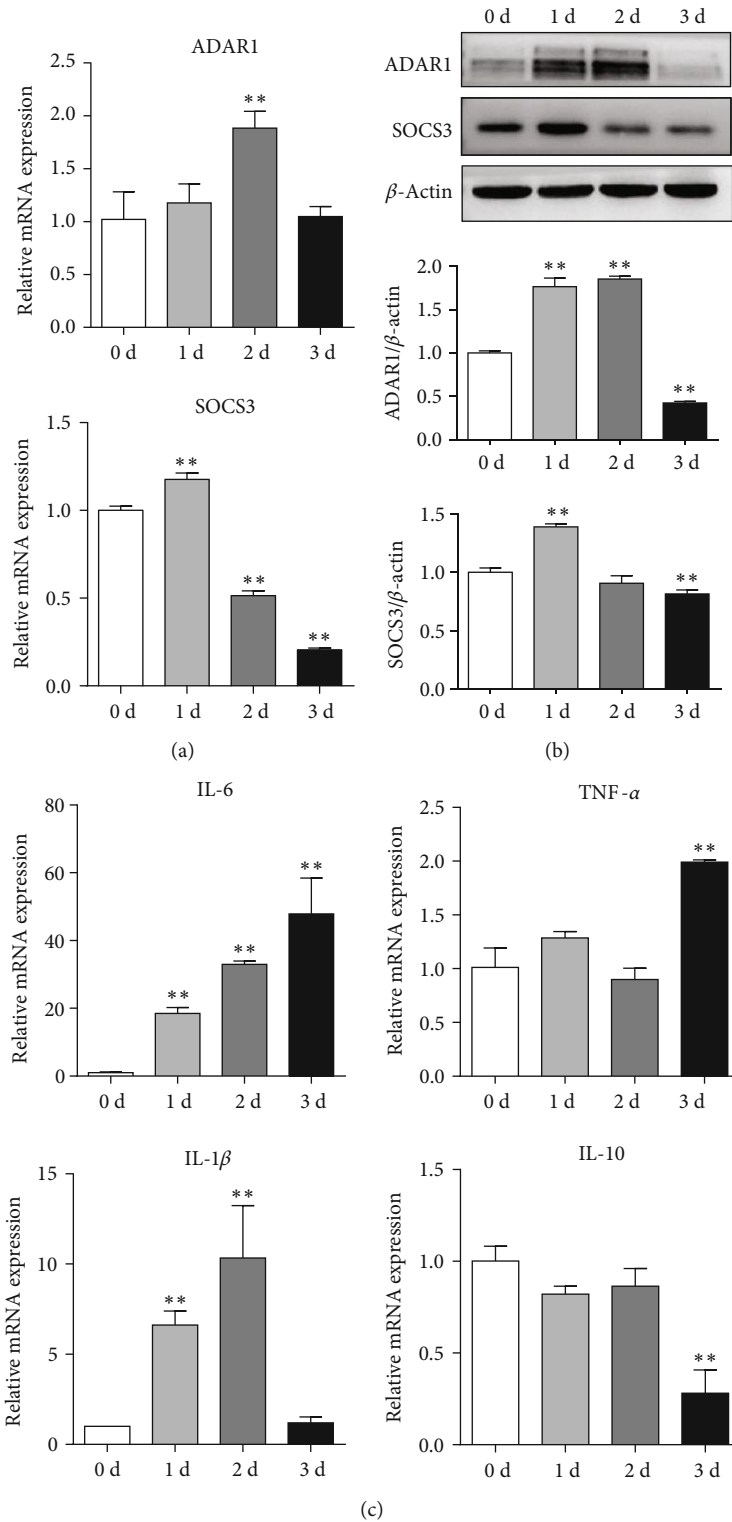 ADAR1
Relative mRNA expression
2.5
2.0
1.5
1.0
0.5
0.0
**
0 d 1 d 2 d 3 d
SOCS3
Relative mRNA expression
1.5
1.0
0.5
0.0
**
**
**
0 d 1 d 2 d 3 d
(a)
0 d 1 d 2 d 3 d
ADAR1
SOCS3
β-Actin
ADAR1/β-actin
2.0
1.5
1.0
0.5
0.0
** **
**
0 d 1 d 2 d 3 d
SOCS3/β-actin
1.5
1.0
0.5
0.0
**
**
0 d 1 d 2 d 3 d
(b)
IL-6
Relative mRNA expression
80
60
40
20
0
**
**
**
0 d 1 d 2 d 3 d
TNF-α
Relative mRNA expression
2.5
2.0
1.5
1.0
0.5
0.0
**
0 d 1 d 2 d 3 d
IL-1β
Relative mRNA expression
15
10
5
0
**
**
0 d 1 d 2 d 3 d
IL-10
Relative mRNA expression
1.5
1.0
0.5
0.0
**
0 d 1 d 2 d 3 d
(c)